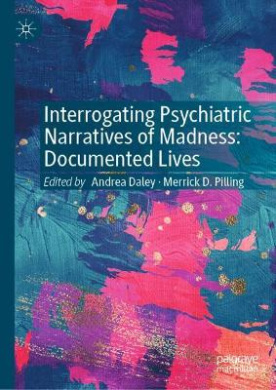 Interrogating Psychiatric
Narratives of Madness:
Documented Lives
Edited by Andrea Daley · Merrick D. Pilling
palgrave
macmillan